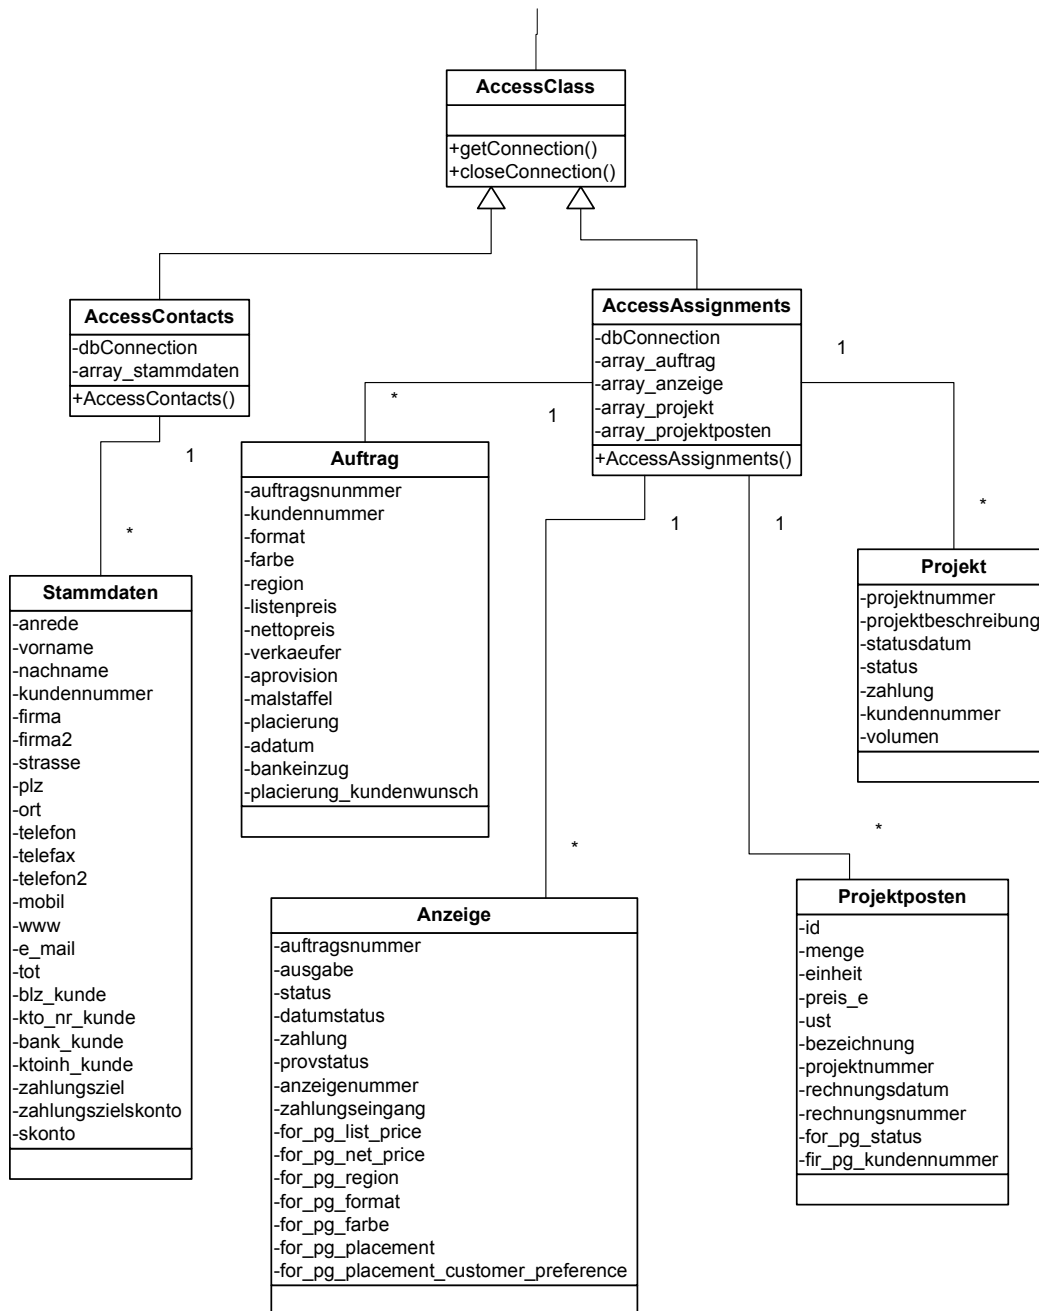 AccessClass
+getConnection()
+closeConnection()
AccessContacts
-dbConnection
-array_stammdaten
+AccessContacts()
1
*
AccessAssignments
-dbConnection
-array_auftrag
-array_anzeige
-array_projekt
-array_projektposten
+AccessAssignments()
1
*
1
*
1
*
1
*
Auftrag
-auftragsnunmmer
-kundennummer
-format
-farbe
-region
-listenpreis
-nettopreis
-verkaeufer
-aprovision
-malstaffel
-placierung
-adatum
-bankeinzug
-placierung_kundenwunsch
Projekt
-projektnummer
-projektbeschreibung
-statusdatum
-status
-zahlung
-kundennummer
-volumen
Stammdaten
-anrede
-vorname
-nachname
-kundennummer
-firma
-firma2
-strasse
-plz
-ort
-telefon
-telefax
-telefon2
-mobil
-www
-e_mail
-tot
-blz_kunde
-kto_nr_kunde
-bank_kunde
-ktoinh_kunde
-zahlungsziel
-zahlungszielskonto
-skonto
Anzeige
-auftragsnummer
-ausgabe
-status
-datumstatus
-zahlung
-provstatus
-anzeigenummer
-zahlungseingang
-for_pg_list_price
-for_pg_net_price
-for_pg_region
-for_pg_format
-for_pg_farbe
-for_pg_placement
-for_pg_placement_customer_preference
Projektposten
-id
-menge
-einheit
-preis_e
-ust
-bezeichnung
-projektnummer
-rechnungsdatum
-rechnungsnummer
-for_pg_status
-fir_pg_kundennummer